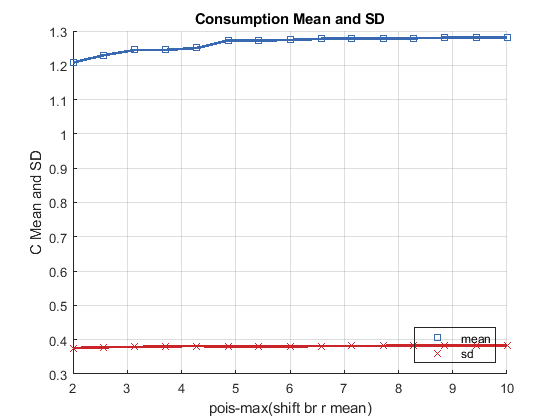 Consumption Mean and SD
C Mean and SD
1.3
1.2
1.1
1
0.9
0.8
0.7
0.6
0.5
0.4
0.3
mean
sd
2 3 4 5 6 7 8 9 10
pois-max(shift br r mean)